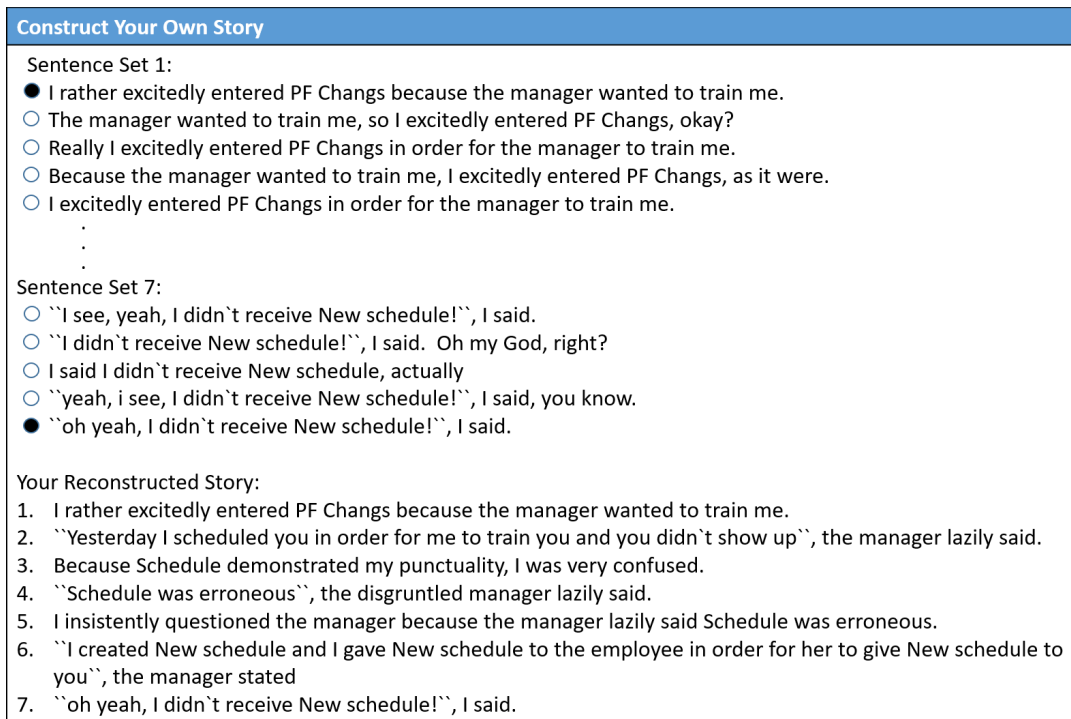 Construct Your Own Story
Sentence Set 1:
I rather excitedly entered PF Changs because the manager wanted to train me.
The manager wanted to train me, so I excitedly entered PF Changs, okay?
Really I excitedly entered PF Changs in order for the manager to train me.
Because the manager wanted to train me, I excitedly entered PF Changs, as it were.
I excitedly entered PF Changs in order for the manager to train me.
.
.
.
Sentence Set 7:
``I see, yeah, I didn`t receive New schedule!``, I said.
``I didn`t receive New schedule!``, I said.  Oh my God, right?
I said I didn`t receive New schedule, actually
``yeah, i see, I didn`t receive New schedule!``, I said, you know.
``oh yeah, I didn`t receive New schedule!``, I said.
Your Reconstructed Story:
1. I rather excitedly entered PF Changs because the manager wanted to train me.
2. ``Yesterday I scheduled you in order for me to train you and you didn`t show up``, the manager lazily said.
3. Because Schedule demonstrated my punctuality, I was very confused.
4. ``Schedule was erroneous``, the disgruntled manager lazily said.
5. I insistently questioned the manager because the manager lazily said Schedule was erroneous.
6. ``I created New schedule and I gave New schedule to the employee in order for her to give New schedule to
you``, the manager stated
7. ``oh yeah, I didn`t receive New schedule!``, I said.